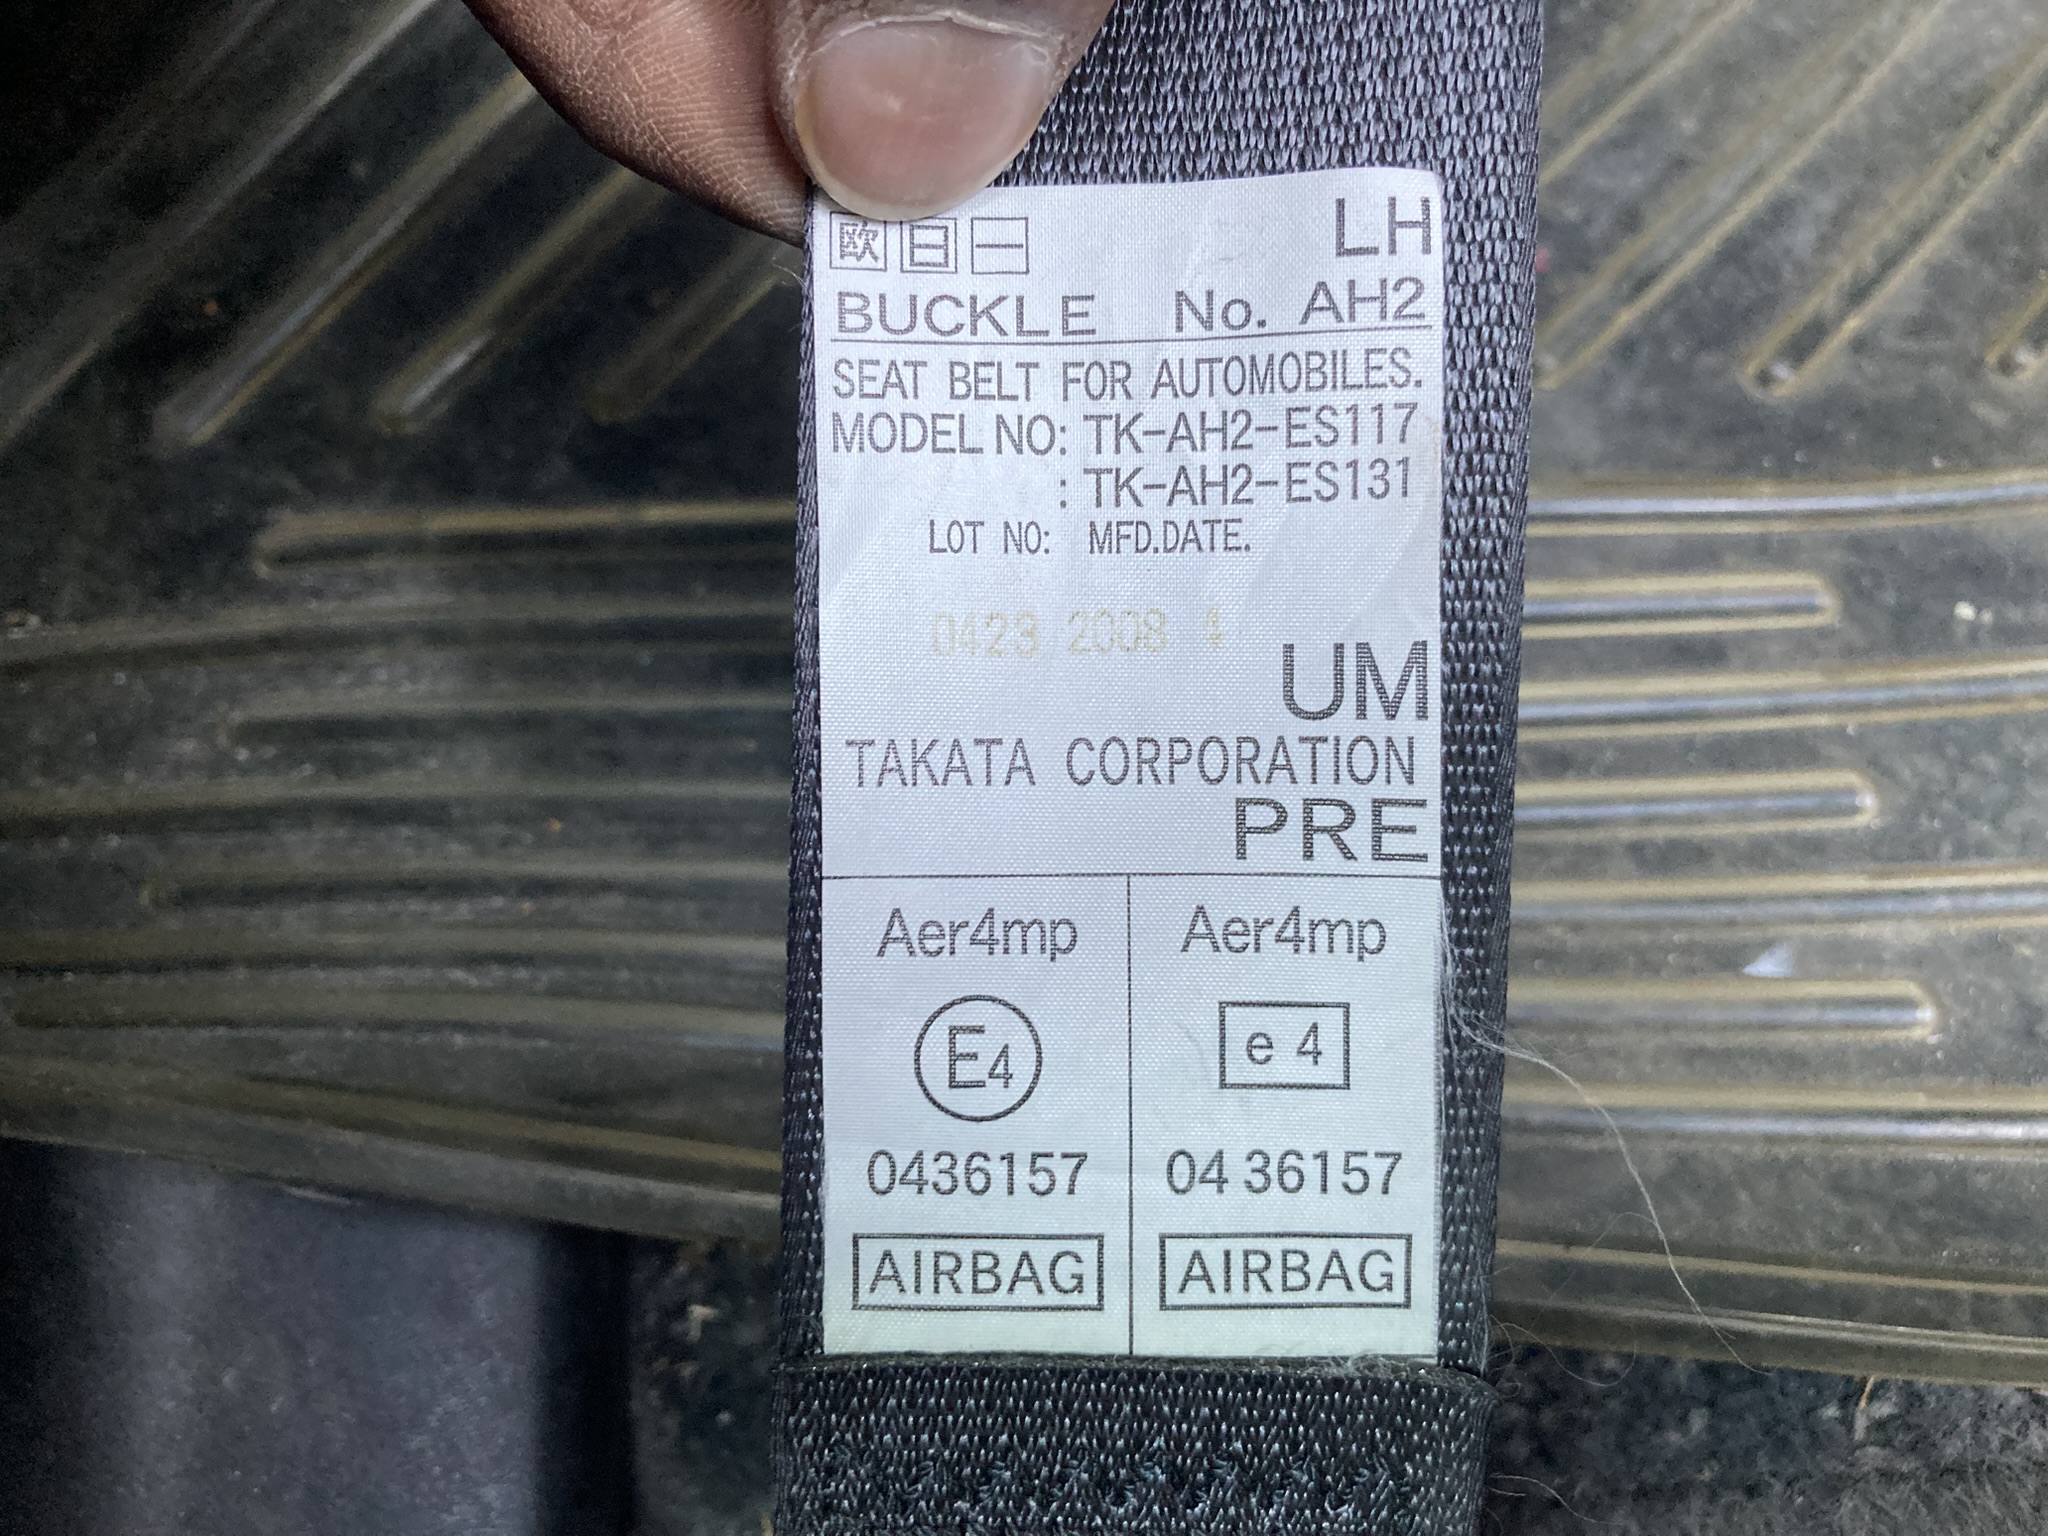 欧 日 一 LH
BUCKLE No. AH2
SEAT BELT FOR AUTOMOBILES.
MODEL NO: TK-AH2-ES117
: TK-AH2-ES131
LOT NO: MFD.DATE.
0423 2008 4
UM
TAKATA CORPORATION
PRE
Aer4mp Aer4mp
E4 e 4
0436157 04 36157
AIRBAG AIRBAG